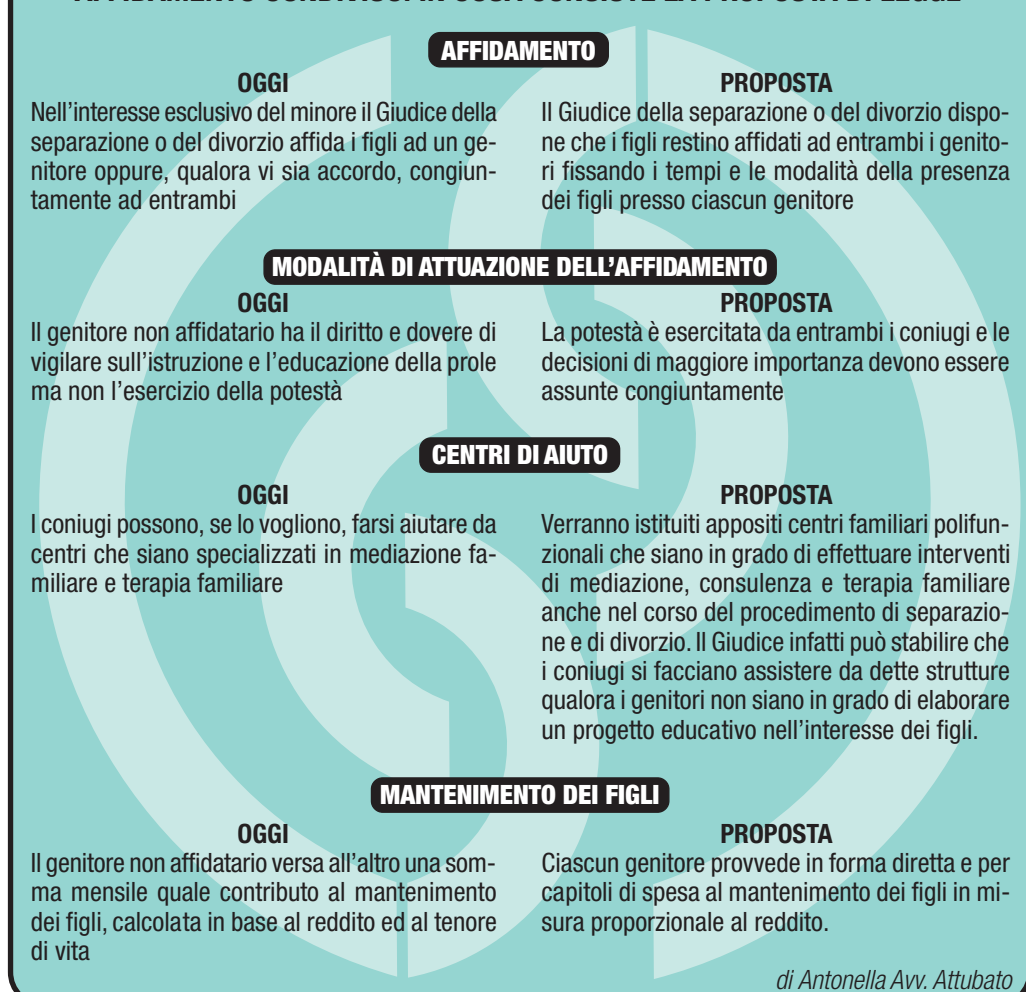 AFFIDAMENTO
OGGI
Nell'interesse esclusivo del minore il Giudice della
separazione o del divorzio affida i figli ad un ge-
nitore oppure, qualora vi sia accordo, congiun-
tamente ad entrambi
PROPOSTA
Il Giudice della separazione o del divorzio dispo-
ne che i figli restino affidati ad entrambi i genito-
ri fissando i tempi e le modalità della presenza
dei figli presso ciascun genitore
MODALITÀ DI ATTUAZIONE DELL'AFFIDAMENTO
OGGI
Il genitore non affidatario ha il diritto e dovere di
vigilare sull'istruzione e l'educazione della prole
ma non l'esercizio della potestà
PROPOSTA
La potestà è esercitata da entrambi i coniugi e le
decisioni di maggiore importanza devono essere
assunte congiuntamente
CENTRI DI AIUTO
OGGI
I coniugi possono, se lo vogliono, farsi aiutare da
centri che siano specializzati in mediazione fa-
miliare e terapia familiare
PROPOSTA
Verranno istituiti appositi centri familiari polifun-
zionali che siano in grado di effettuare interventi
di mediazione, consulenza e terapia familiare
anche nel corso del procedimento di separazio-
ne e di divorzio. Il Giudice infatti può stabilire che
i coniugi si facciano assistere da dette strutture
qualora i genitori non siano in grado di elaborare
un progetto educativo nell'interesse dei figli.
MANTENIMENTO DEI FIGLI
OGGI
Il genitore non affidatario versa all'altro una som-
ma mensile quale contributo al mantenimento
dei figli, calcolata in base al reddito ed al tenore
di vita
PROPOSTA
Ciascun genitore provvede in forma diretta e per
capitoli di spesa al mantenimento dei figli in mi-
sura proporzionale al reddito.
di Antonella Avv. Attubato